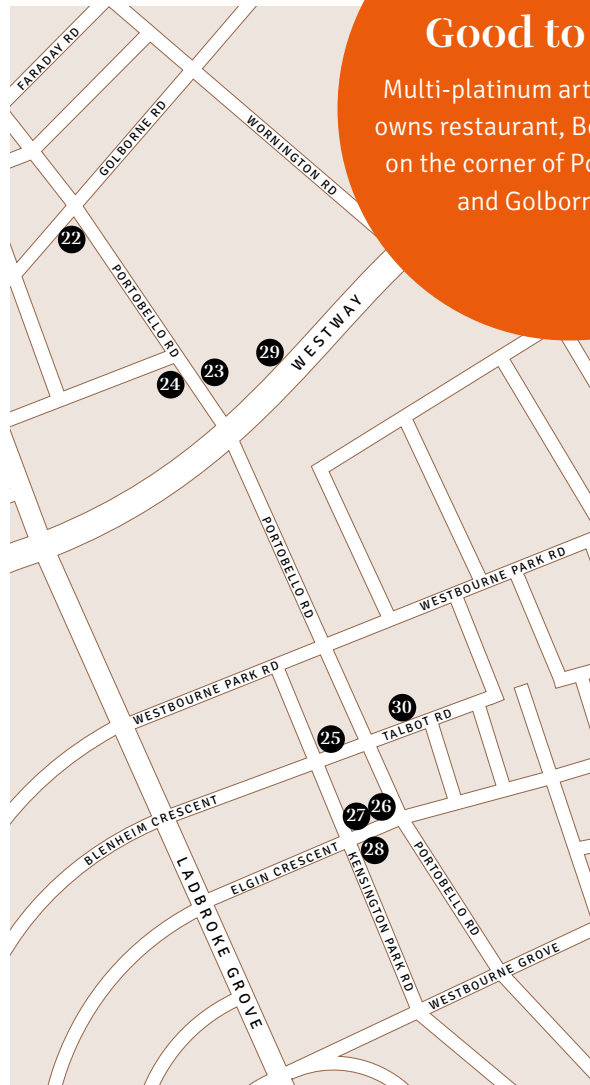 Good to
Multi-platinum
owns restaurant,
on the corner of
and
FARADAY RD
GOLBORNE RD
WORNINGTON RD
22
PORTOBELLO RD
WESTWAY
29
23
24
PORTOBELLO RD
WESTBOURNE PARK RD
WESTBOURNE PARK RD
30
TALBOT RD
25
BLENHEIM CRESCENT
26
27
28
ELGIN CRESCENT
PORTOBELLO RD
KENSINGTON PARK RD
LADBROKE GROVE
WESTBOURNE GROVE